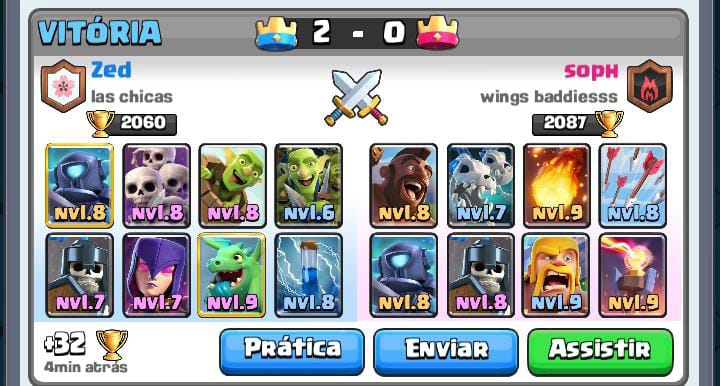 VITÓRIA 2 - 0
Zed soph
las chicas wings baddiesss
2060 2087
Nvl.8 Nvl.8 Nvl.8 Nvl.6 Nvl.8 Nvl.7 Nvl.9 Nvl.8
Nvl.7 Nvl.7 Nvl.9 Nvl.8 Nvl.8 Nvl.8 Nvl.9 Nvl.9
+32
4min atrás
Prática Enviar Assistir